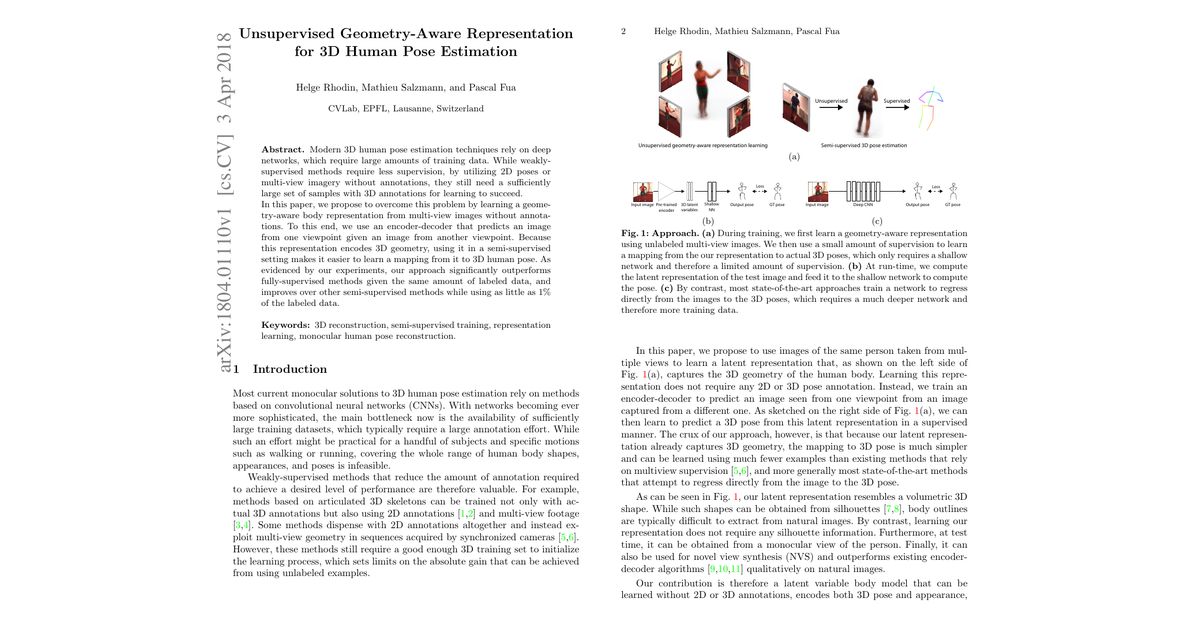 arXiv:1804.01110v1 [cs.CV] 3 Apr 2018
Unsupervised Geometry-Aware Representation
for 3D Human Pose Estimation
Helge Rhodin, Mathieu Salzmann, and Pascal Fua
CVLab, EPFL, Lausanne, Switzerland
Abstract. Modern 3D human pose estimation techniques rely on deep
networks, which require large amounts of training data. While weakly-
supervised methods require less supervision, by utilizing 2D poses or
multi-view imagery without annotations, they still need a sufficiently
large set of samples with 3D annotations for learning to succeed.
In this paper, we propose to overcome this problem by learning a geome-
try-aware body representation from multi-view images without annota-
tions. To this end, we use an encoder-decoder that predicts an image
from one viewpoint given an image from another viewpoint. Because
this representation encodes 3D geometry, using it in a semi-supervised
setting makes it easier to learn a mapping from it to 3D human pose. As
evidenced by our experiments, our approach significantly outperforms
fully-supervised methods given the same amount of labeled data, and
improves over other semi-supervised methods while using as little as 1%
of the labeled data.
Keywords: 3D reconstruction, semi-supervised training, representation
learning, monocular human pose reconstruction.
1 Introduction
Most current monocular solutions to 3D human pose estimation rely on methods
based on convolutional neural networks (CNNs). With networks becoming ever
more sophisticated, the main bottleneck now is the availability of sufficiently
large training datasets, which typically require a large annotation effort. While
such an effort might be practical for a handful of subjects and specific motions
such as walking or running, covering the whole range of human body shapes,
appearances, and poses is infeasible.
Weakly-supervised methods that reduce the amount of annotation required
to achieve a desired level of performance are therefore valuable. For example,
methods based on articulated 3D skeletons can be trained not only with ac-
tual 3D annotations but also using 2D annotations [1,2] and multi-view footage
[3,4]. Some methods dispense with 2D annotations altogether and instead ex-
ploit multi-view geometry in sequences acquired by synchronized cameras [5,6].
However, these methods still require a good enough 3D training set to initialize
the learning process, which sets limits on the absolute gain that can be achieved
from using unlabeled examples.
2 Helge Rhodin, Mathieu Salzmann, Pascal Fua
Unsupervised
Supervised
Unsupervised geometry-aware representation learning
Semi-supervised 3D pose estimation
(a)
Input image
Pre-trained
encoder
3D latent
variables
Shallow
NN
Output pose
Loss
GT pose
Input image
Deep CNN
Output pose
Loss
GT pose
(b)
(c)
Fig. 1: Approach. (a) During training, we first learn a geometry-aware representation
using unlabeled multi-view images. We then use a small amount of supervision to learn
a mapping from the our representation to actual 3D poses, which only requires a shallow
network and therefore a limited amount of supervision. (b) At run-time, we compute
the latent representation of the test image and feed it to the shallow network to compute
the pose. (c) By contrast, most state-of-the-art approaches train a network to regress
directly from the images to the 3D poses, which requires a much deeper network and
therefore more training data.
In this paper, we propose to use images of the same person taken from mul-
tiple views to learn a latent representation that, as shown on the left side of
Fig. 1(a), captures the 3D geometry of the human body. Learning this repre-
sentation does not require any 2D or 3D pose annotation. Instead, we train an
encoder-decoder to predict an image seen from one viewpoint from an image
captured from a different one. As sketched on the right side of Fig. 1(a), we can
then learn to predict a 3D pose from this latent representation in a supervised
manner. The crux of our approach, however, is that because our latent represen-
tation already captures 3D geometry, the mapping to 3D pose is much simpler
and can be learned using much fewer examples than existing methods that rely
on multiview supervision [5,6], and more generally most state-of-the-art methods
that attempt to regress directly from the image to the 3D pose.
As can be seen in Fig. 1, our latent representation resembles a volumetric 3D
shape. While such shapes can be obtained from silhouettes [7,8], body outlines
are typically difficult to extract from natural images. By contrast, learning our
representation does not require any silhouette information. Furthermore, at test
time, it can be obtained from a monocular view of the person. Finally, it can
also be used for novel view synthesis (NVS) and outperforms existing encoder-
decoder algorithms [9,10,11] qualitatively on natural images.
Our contribution is therefore a latent variable body model that can be
learned without 2D or 3D annotations, encodes both 3D pose and appearance,